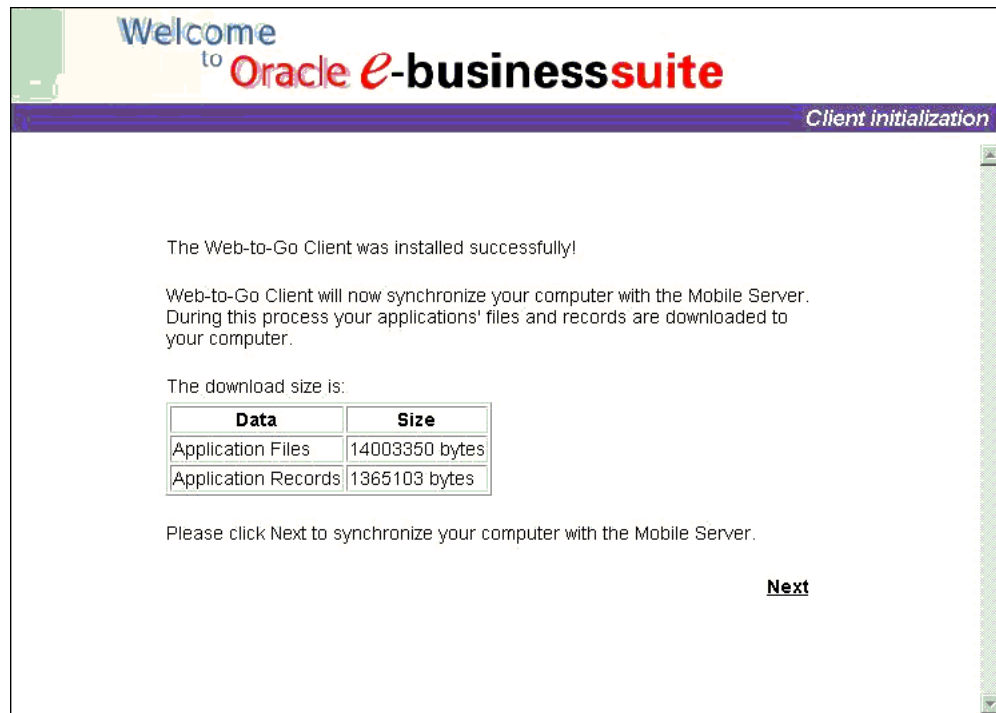 Welcome
to Oracle e-businesssuite
Client initialization
The Web-to-Go Client was installed successfully!
Web-to-Go Client will now synchronize your computer with the Mobile Server.
During this process your applications' files and records are downloaded to
your computer.
The download size is:
Data Size
Application Files 14003350 bytes
Application Records 1365103 bytes
Please click Next to synchronize your computer with the Mobile Server.
Next